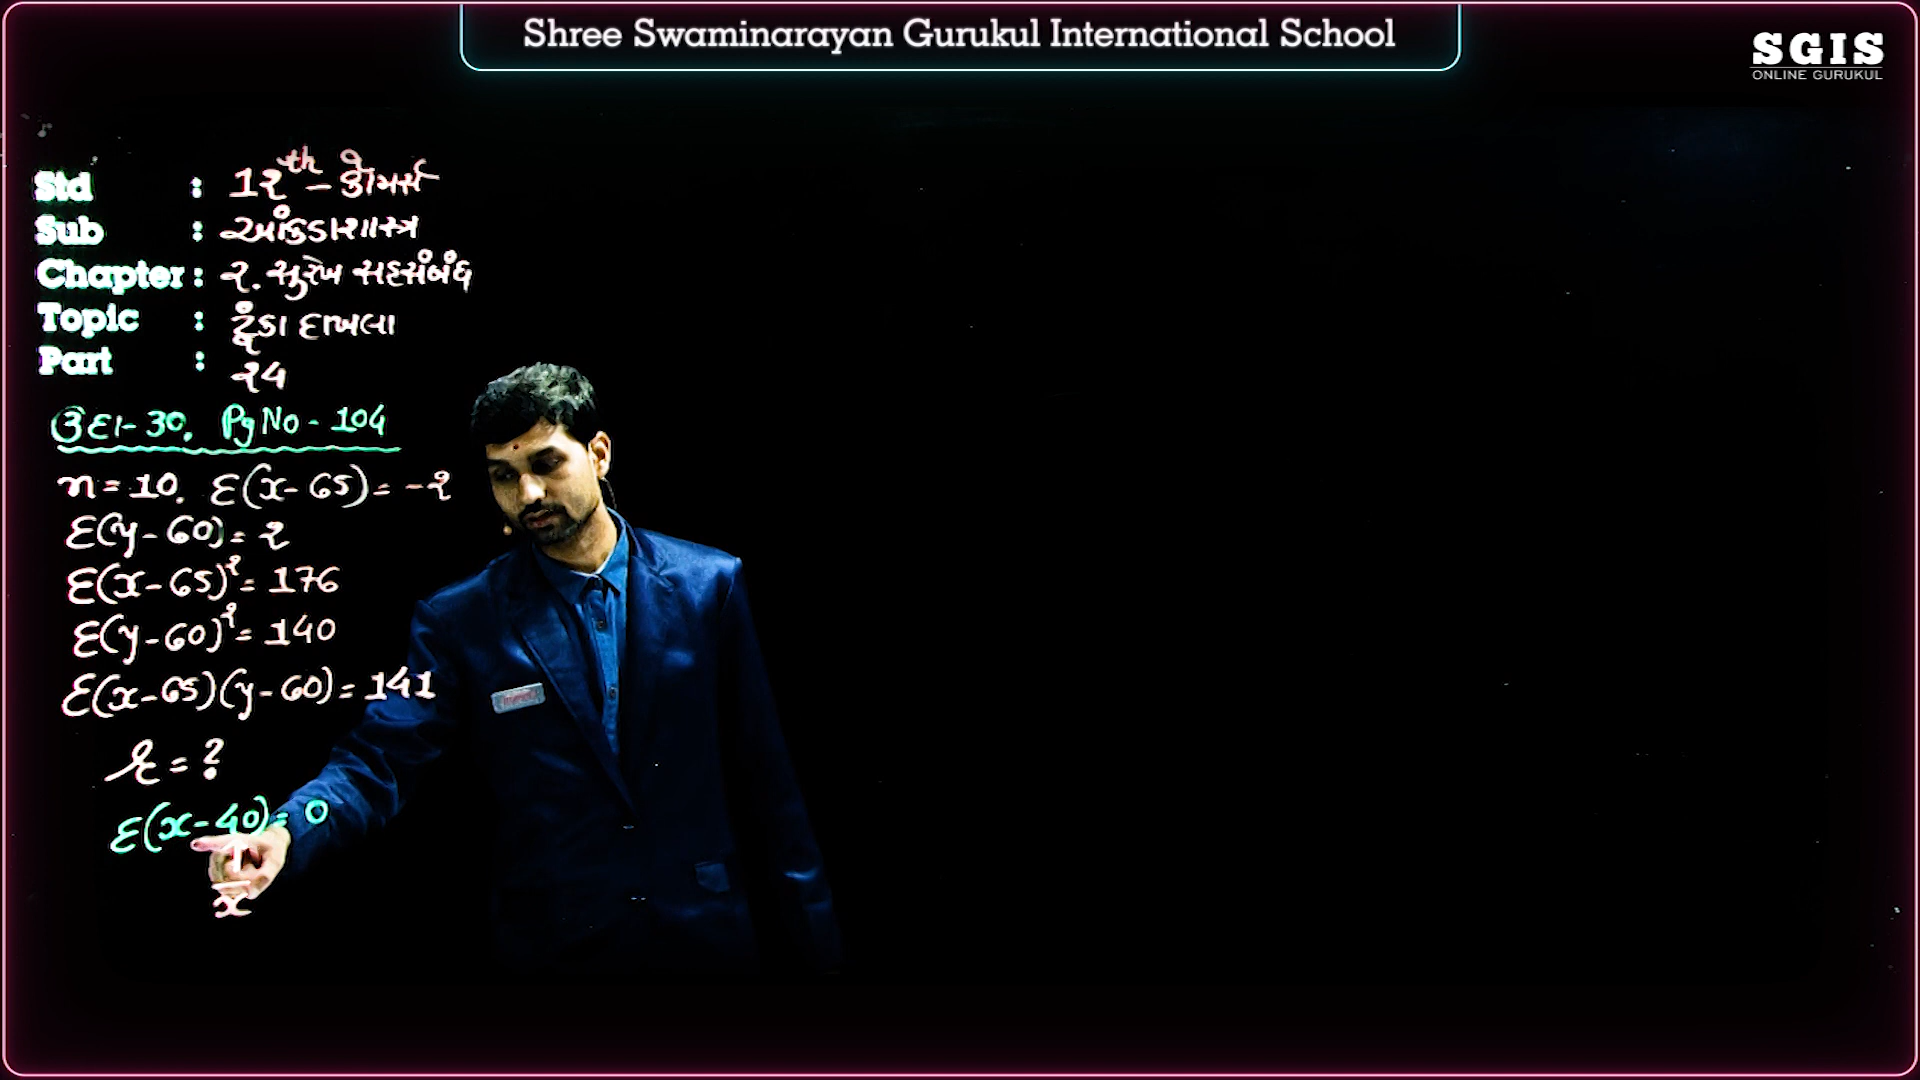 Shree Swaminarayan Gurukul International School
SGIS
ONLINE GURUKUL
Std : 12th - કોમર્સ
Sub : આંકડાશાસ્ત્ર
Chapter : ૨. સુરેખ સહસંબંધ
Topic : ટૂંકા દાખલા
Part : ૨4
ઉદા-30. Pg No - 104
n = 10. Σ(x - 65) = -2
Σ(y - 60) = 2
Σ(x - 65)² = 176
Σ(y - 60)² = 140
Σ(x - 65)(y - 60) = 141
r = ?
Σ(x - 40) = 0
x̄